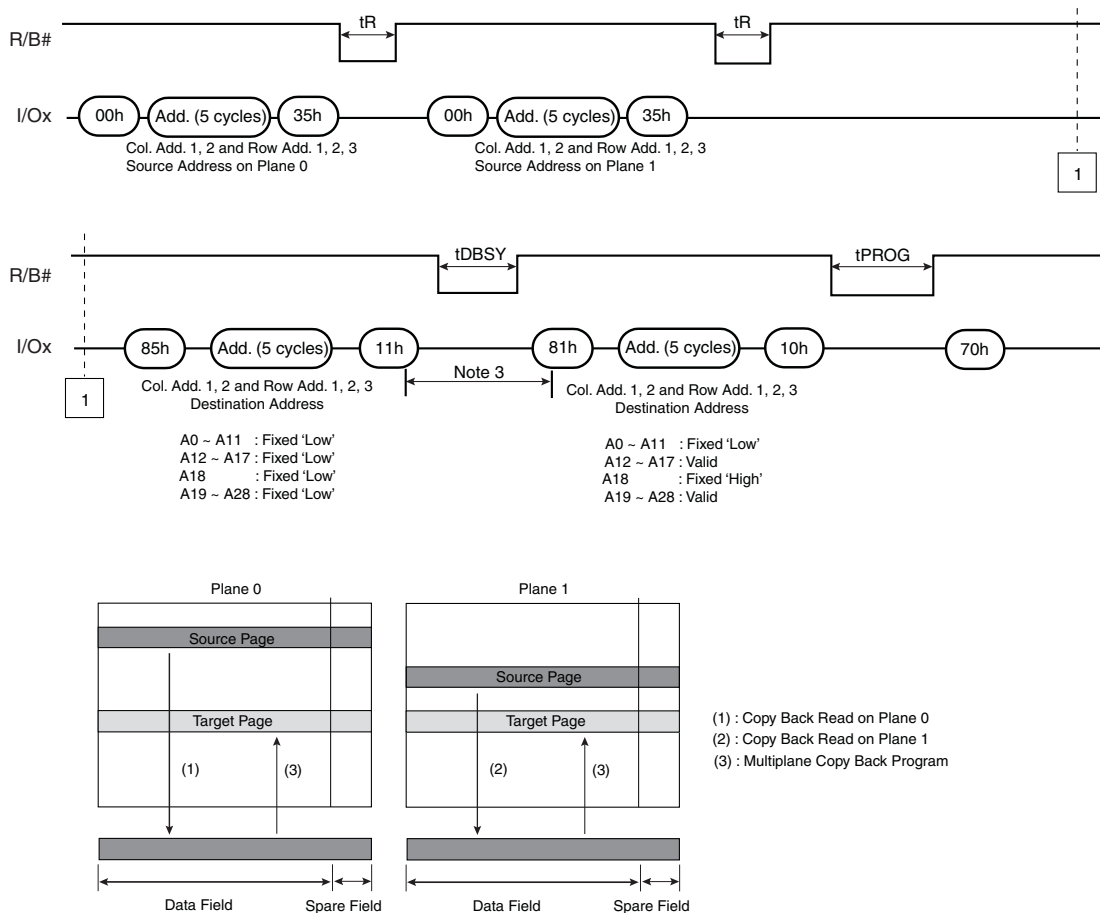 tR
tR
R/B#
I/Ox
00h
Add. (5 cycles)
35h
00h
Add. (5 cycles)
35h
Col. Add. 1, 2 and Row Add. 1, 2, 3
Source Address on Plane 0
Col. Add. 1, 2 and Row Add. 1, 2, 3
Source Address on Plane 1
1
tDBSY
tPROG
R/B#
I/Ox
85h
Add. (5 cycles)
11h
81h
Add. (5 cycles)
10h
70h
Note 3
1
Col. Add. 1, 2 and Row Add. 1, 2, 3
Destination Address
Col. Add. 1, 2 and Row Add. 1, 2, 3
Destination Address
A0 ~ A11 : Fixed ‘Low’
A12 ~ A17 : Fixed ‘Low’
A18 : Fixed ‘Low’
A19 ~ A28 : Fixed ‘Low’
A0 ~ A11 : Fixed ‘Low’
A12 ~ A17 : Valid
A18 : Fixed ‘High’
A19 ~ A28 : Valid
Plane 0
Plane 1
Source Page
Source Page
Target Page
Target Page
(1)
(3)
(2)
(3)
(1) : Copy Back Read on Plane 0
(2) : Copy Back Read on Plane 1
(3) : Multiplane Copy Back Program
Data Field
Spare Field
Data Field
Spare Field